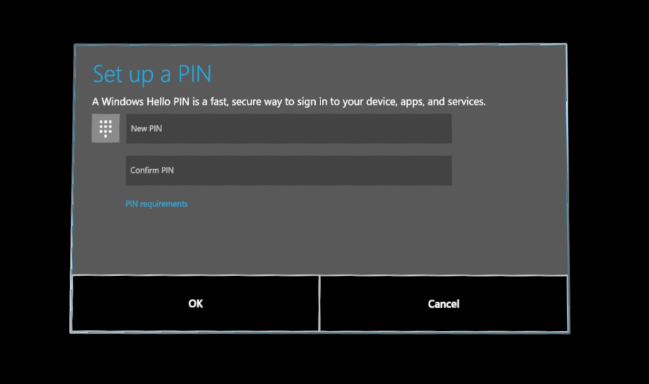 Set up a PIN
A Windows Hello PIN is a fast, secure way to sign in to your device, apps, and services.
New PIN
Confirm PIN
PIN requirements
OK
Cancel